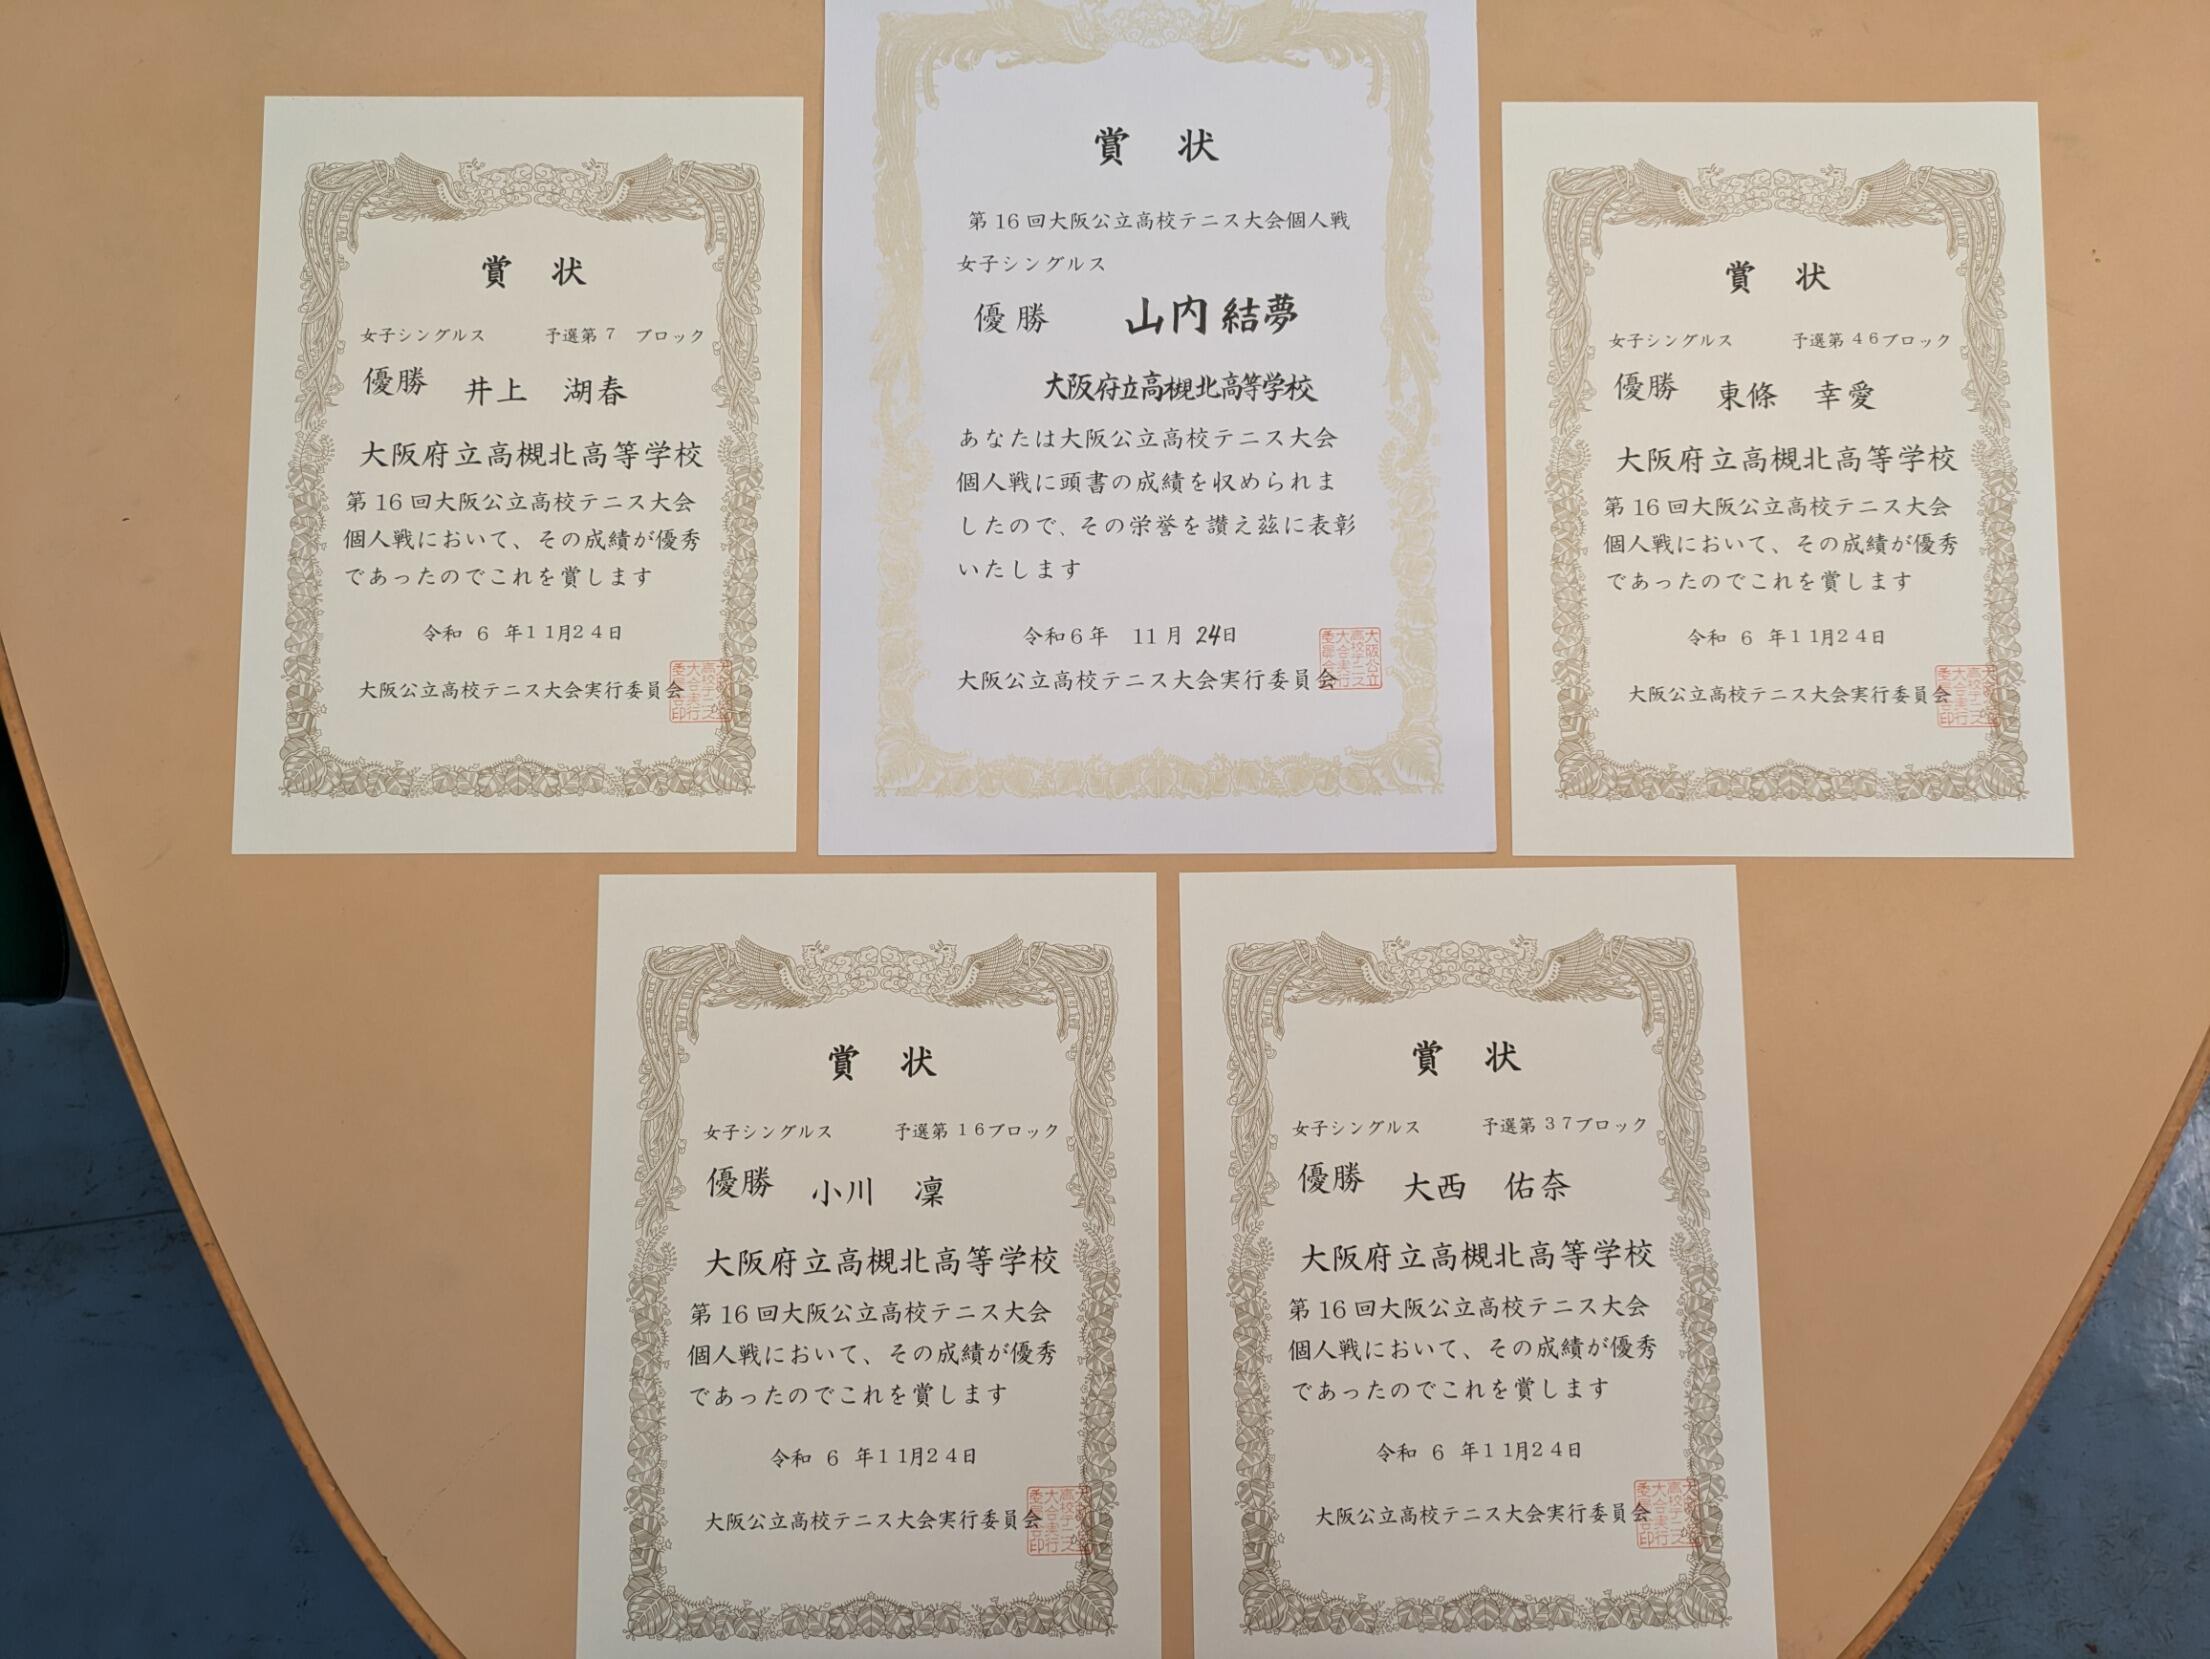 賞 状
女子シングルス 予選第 7 ブロック
優勝 井上 湖春
大阪府立高槻北高等学校
第16回大阪公立高校テニス大会
個人戦において、その成績が優秀
であったのでこれを賞します
令和 6 年11月24日
大阪公立高校テニス大会実行委員会
賞 状
第16回大阪公立高校テニス大会個人戦
女子シングルス
優勝 山内結夢
大阪府立高槻北高等学校
あなたは大阪公立高校テニス大会
個人戦に頭書の成績を収められま
したので、その栄誉を讃え茲に表彰
いたします
令和6年 11月 24日
大阪公立高校テニス大会実行委員会
賞 状
女子シングルス 予選第46ブロック
優勝 東條 幸愛
大阪府立高槻北高等学校
第16回大阪公立高校テニス大会
個人戦において、その成績が優秀
であったのでこれを賞します
令和 6 年11月24日
大阪公立高校テニス大会実行委員会
賞 状
女子シングルス 予選第16ブロック
優勝 小川 凜
大阪府立高槻北高等学校
第16回大阪公立高校テニス大会
個人戦において、その成績が優秀
であったのでこれを賞します
令和 6 年11月24日
大阪公立高校テニス大会実行委員会
賞 状
女子シングルス 予選第37ブロック
優勝 大西 佑奈
大阪府立高槻北高等学校
第16回大阪公立高校テニス大会
個人戦において、その成績が優秀
であったのでこれを賞します
令和 6 年11月24日
大阪公立高校テニス大会実行委員会